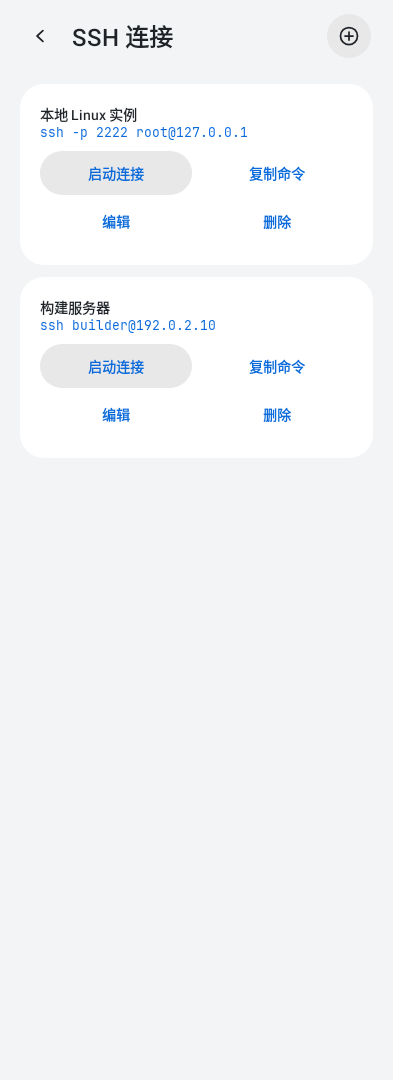 SSH 连接
本地 Linux 实例
ssh -p 2222 root@127.0.0.1
启动连接 复制命令
编辑 删除
构建服务器
ssh builder@192.0.2.10
启动连接 复制命令
编辑 删除